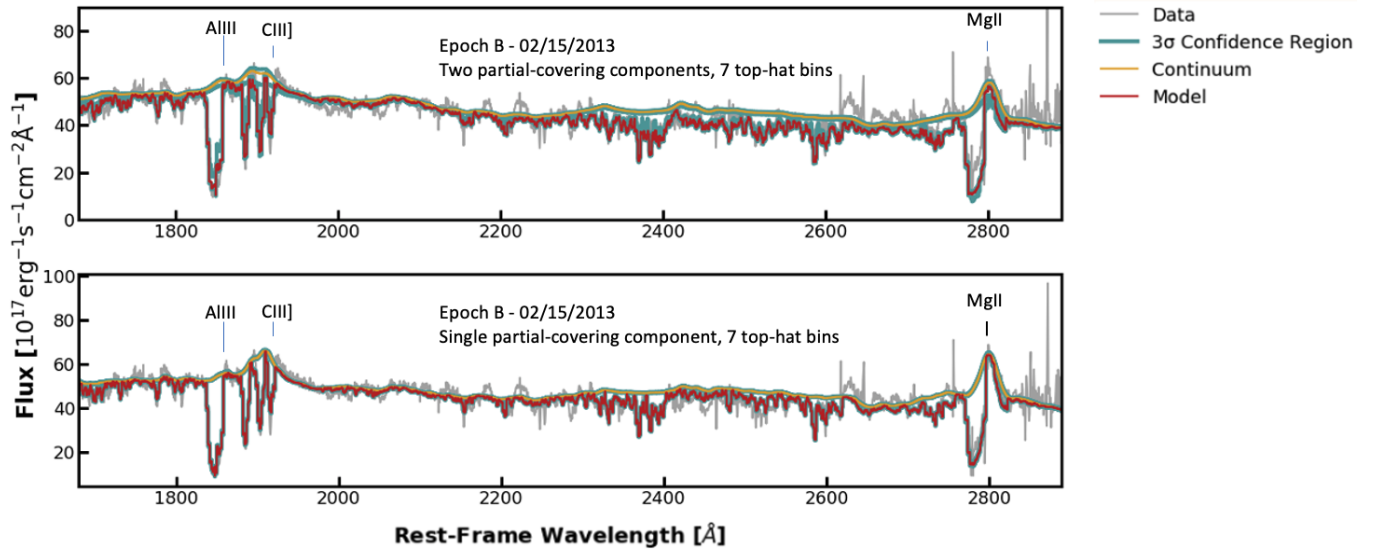 AlIII CIII] MgII
Epoch B - 02/15/2013
Two partial-covering components, 7 top-hat bins
80
60
40
20
0
1800 2000 2200 2400 2600 2800
Data
3σ Confidence Region
Continuum
Model
Flux [10¹⁷erg⁻¹s⁻¹cm⁻²Å⁻¹]
AlIII CIII] MgII
Epoch B - 02/15/2013
Single partial-covering component, 7 top-hat bins
100
80
60
40
20
1800 2000 2200 2400 2600 2800
Rest-Frame Wavelength [Å]